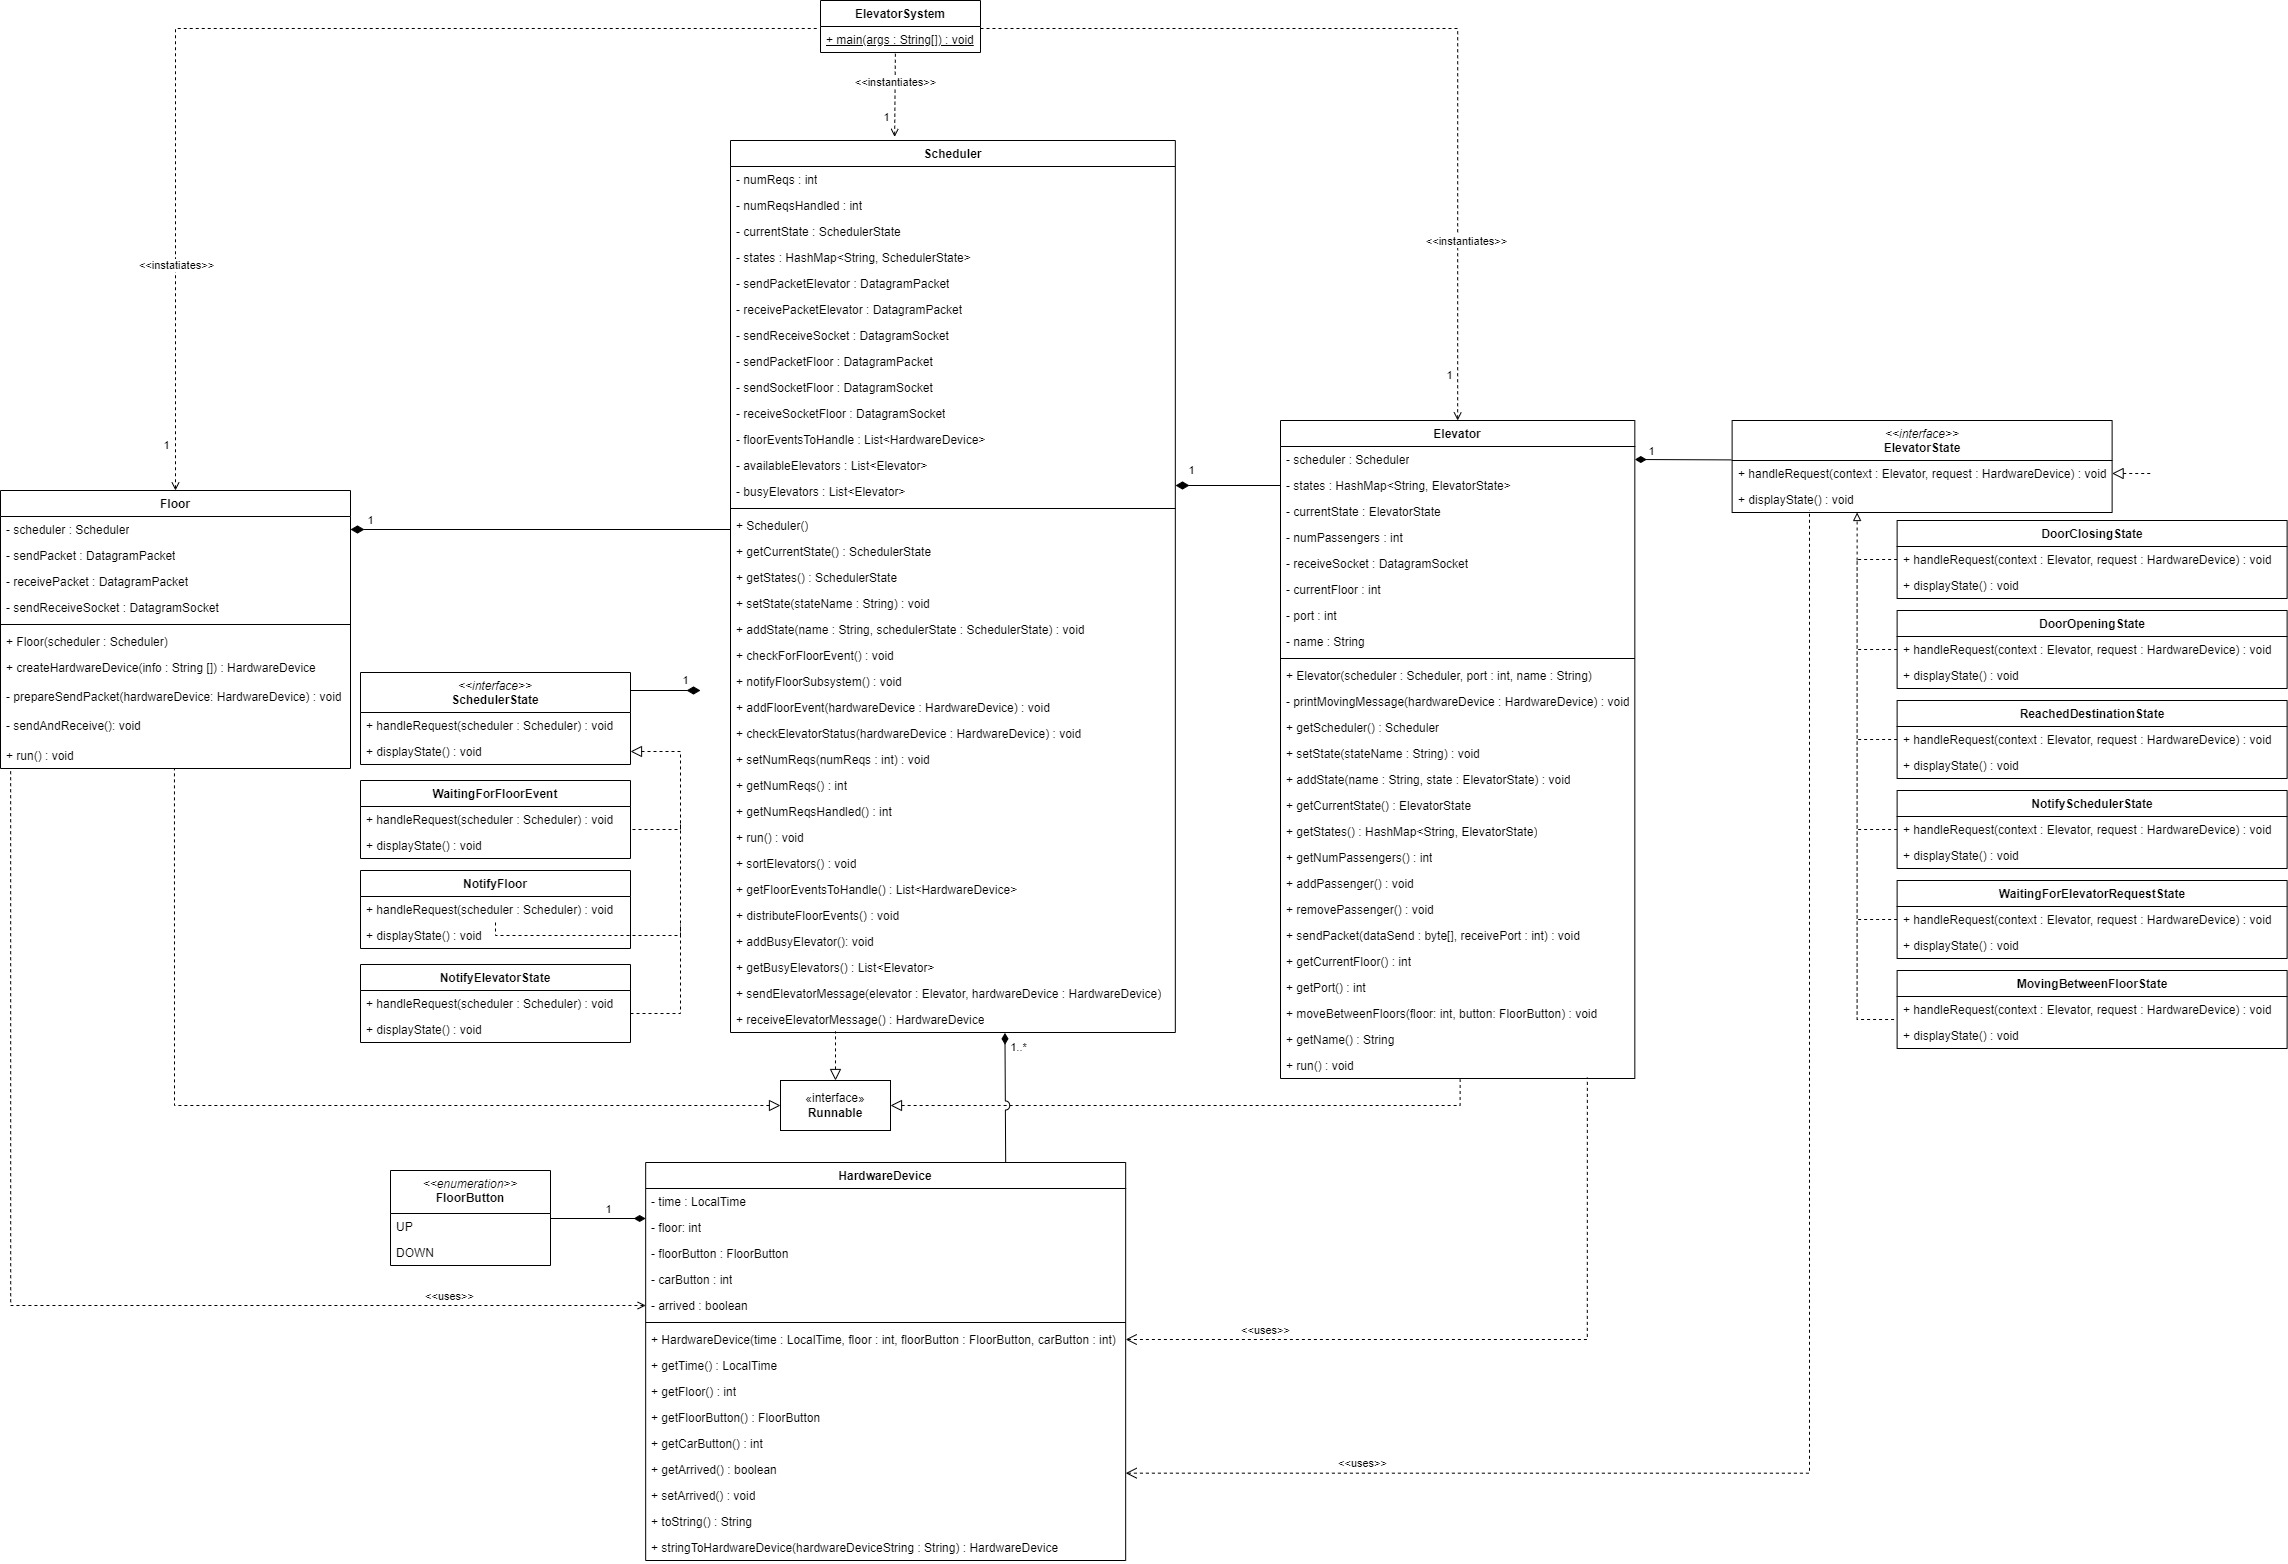 ElevatorSystem
+ main(args : String[]) : void
<<instantiates>>
1
<<instatiates>>
1
<<instantiates>>
1
Scheduler
- numReqs : int
- numReqsHandled : int
- currentState : SchedulerState
- states : HashMap<String, SchedulerState>
- sendPacketElevator : DatagramPacket
- receivePacketElevator : DatagramPacket
- sendReceiveSocket : DatagramSocket
- sendPacketFloor : DatagramPacket
- sendSocketFloor : DatagramSocket
- receiveSocketFloor : DatagramSocket
- floorEventsToHandle : List<HardwareDevice>
- availableElevators : List<Elevator>
- busyElevators : List<Elevator>
+ Scheduler()
+ getCurrentState() : SchedulerState
+ getStates() : SchedulerState
+ setState(stateName : String) : void
+ addState(name : String, schedulerState : SchedulerState) : void
+ checkForFloorEvent() : void
+ notifyFloorSubsystem() : void
+ addFloorEvent(hardwareDevice : HardwareDevice) : void
+ checkElevatorStatus(hardwareDevice : HardwareDevice) : void
+ setNumReqs(numReqs : int) : void
+ getNumReqs() : int
+ getNumReqsHandled() : int
+ run() : void
+ sortElevators() : void
+ getFloorEventsToHandle() : List<HardwareDevice>
+ distributeFloorEvents() : void
+ addBusyElevator(): void
+ getBusyElevators() : List<Elevator>
+ sendElevatorMessage(elevator : Elevator, hardwareDevice : HardwareDevice)
+ receiveElevatorMessage() : HardwareDevice
1
1..*
Floor
- scheduler : Scheduler
- sendPacket : DatagramPacket
- receivePacket : DatagramPacket
- sendReceiveSocket : DatagramSocket
+ Floor(scheduler : Scheduler)
+ createHardwareDevice(info : String []) : HardwareDevice
- prepareSendPacket(hardwareDevice: HardwareDevice) : void
- sendAndReceive(): void
+ run() : void
1
<<interface>>
SchedulerState
+ handleRequest(scheduler : Scheduler) : void
+ displayState() : void
1
WaitingForFloorEvent
+ handleRequest(scheduler : Scheduler) : void
+ displayState() : void
NotifyFloor
+ handleRequest(scheduler : Scheduler) : void
+ displayState() : void
NotifyElevatorState
+ handleRequest(scheduler : Scheduler) : void
+ displayState() : void
Elevator
- scheduler : Scheduler
- states : HashMap<String, ElevatorState>
- currentState : ElevatorState
- numPassengers : int
- receiveSocket : DatagramSocket
- currentFloor : int
- port : int
- name : String
+ Elevator(scheduler : Scheduler, port : int, name : String)
- printMovingMessage(hardwareDevice : HardwareDevice) : void
+ getScheduler() : Scheduler
+ setState(stateName : String) : void
+ addState(name : String, state : ElevatorState) : void
+ getCurrentState() : ElevatorState
+ getStates() : HashMap<String, ElevatorState)
+ getNumPassengers() : int
+ addPassenger() : void
+ removePassenger() : void
+ sendPacket(dataSend : byte[], receivePort : int) : void
+ getCurrentFloor() : int
+ getPort() : int
+ moveBetweenFloors(floor: int, button: FloorButton) : void
+ getName() : String
+ run() : void
1
<<interface>>
ElevatorState
+ handleRequest(context : Elevator, request : HardwareDevice) : void
+ displayState() : void
DoorClosingState
+ handleRequest(context : Elevator, request : HardwareDevice) : void
+ displayState() : void
DoorOpeningState
+ handleRequest(context : Elevator, request : HardwareDevice) : void
+ displayState() : void
ReachedDestinationState
+ handleRequest(context : Elevator, request : HardwareDevice) : void
+ displayState() : void
NotifySchedulerState
+ handleRequest(context : Elevator, request : HardwareDevice) : void
+ displayState() : void
WaitingForElevatorRequestState
+ handleRequest(context : Elevator, request : HardwareDevice) : void
+ displayState() : void
MovingBetweenFloorState
+ handleRequest(context : Elevator, request : HardwareDevice) : void
+ displayState() : void
«interface»
Runnable
<<enumeration>>
FloorButton
UP
DOWN
1
HardwareDevice
- time : LocalTime
- floor: int
- floorButton : FloorButton
- carButton : int
- arrived : boolean
+ HardwareDevice(time : LocalTime, floor : int, floorButton : FloorButton, carButton : int)
+ getTime() : LocalTime
+ getFloor() : int
+ getFloorButton() : FloorButton
+ getCarButton() : int
+ getArrived() : boolean
+ setArrived() : void
+ toString() : String
+ stringToHardwareDevice(hardwareDeviceString : String) : HardwareDevice
<<uses>>
<<uses>>
<<uses>>